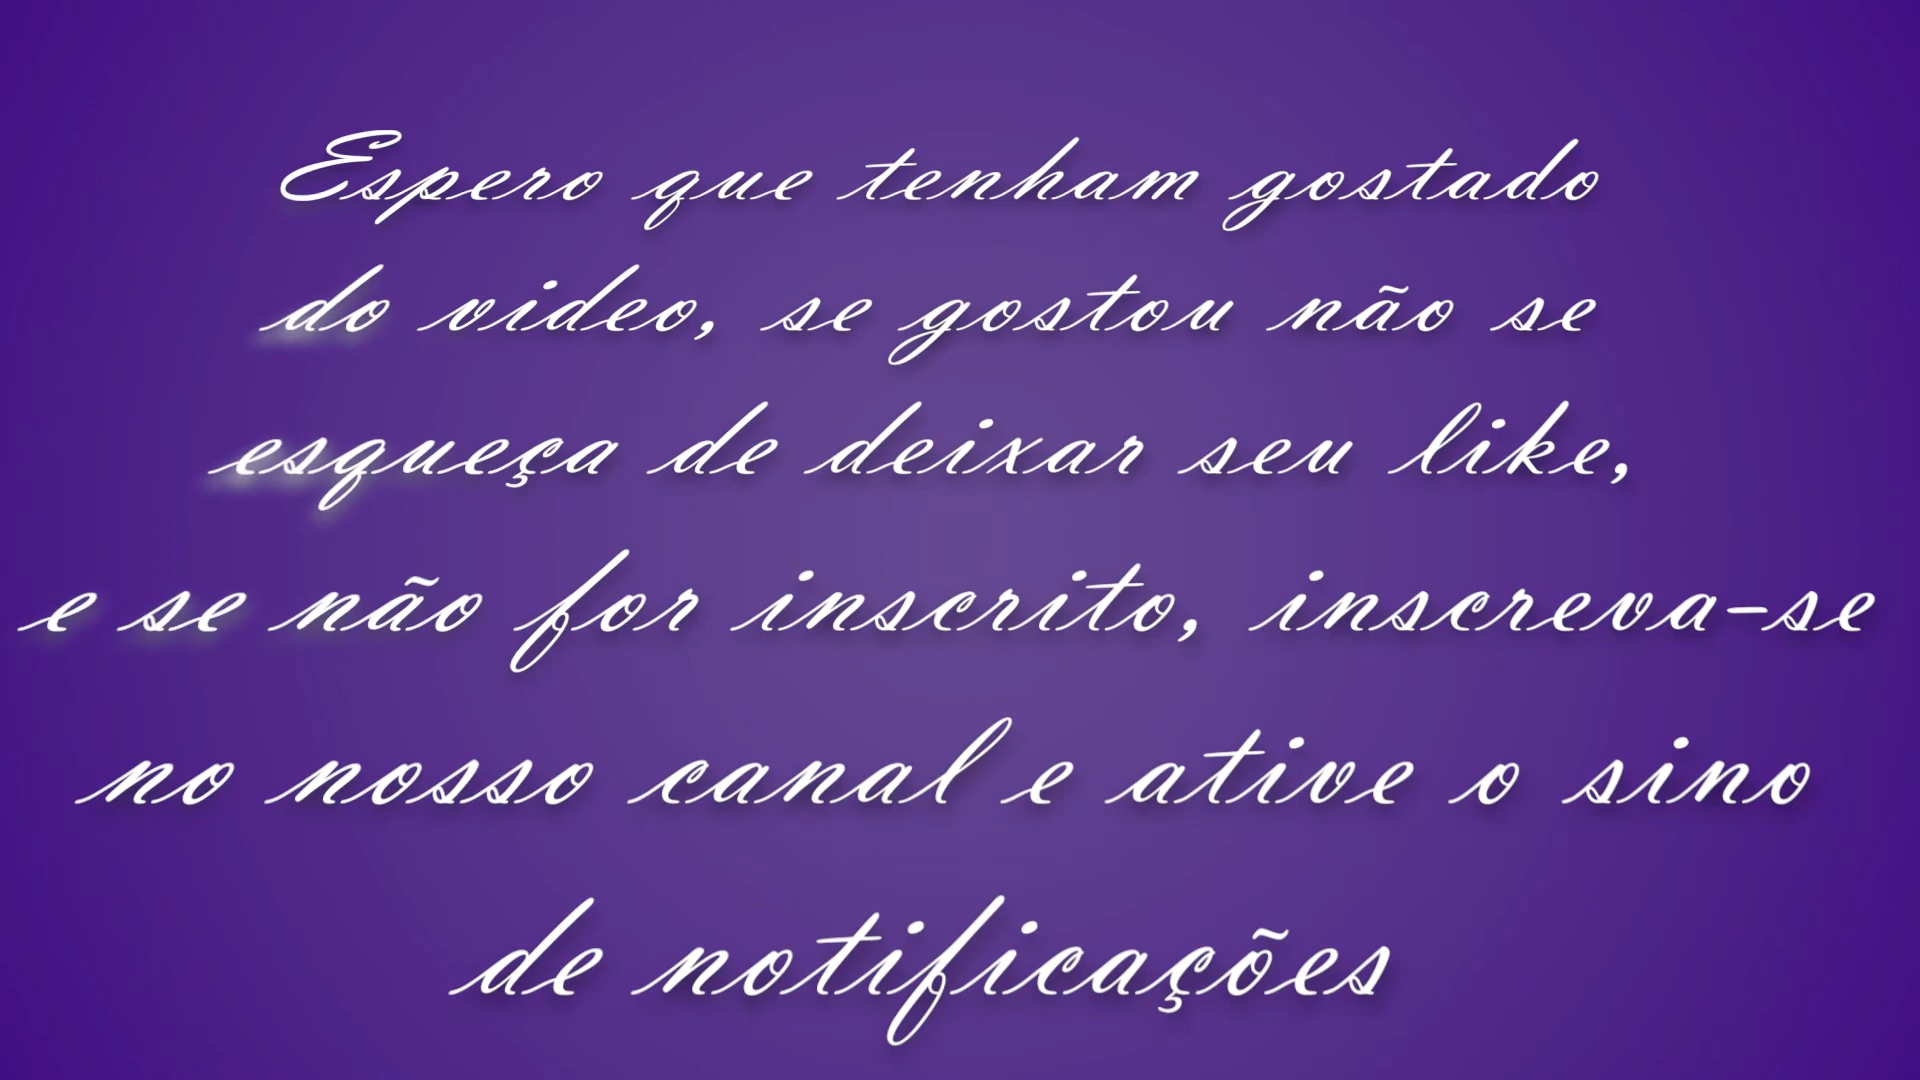 Espero que tenham gostado
do video, se gostou não se
esqueça de deixar seu like,
e se não for inscrito, inscreva-se
no nosso canal e ative o sino
de notificações